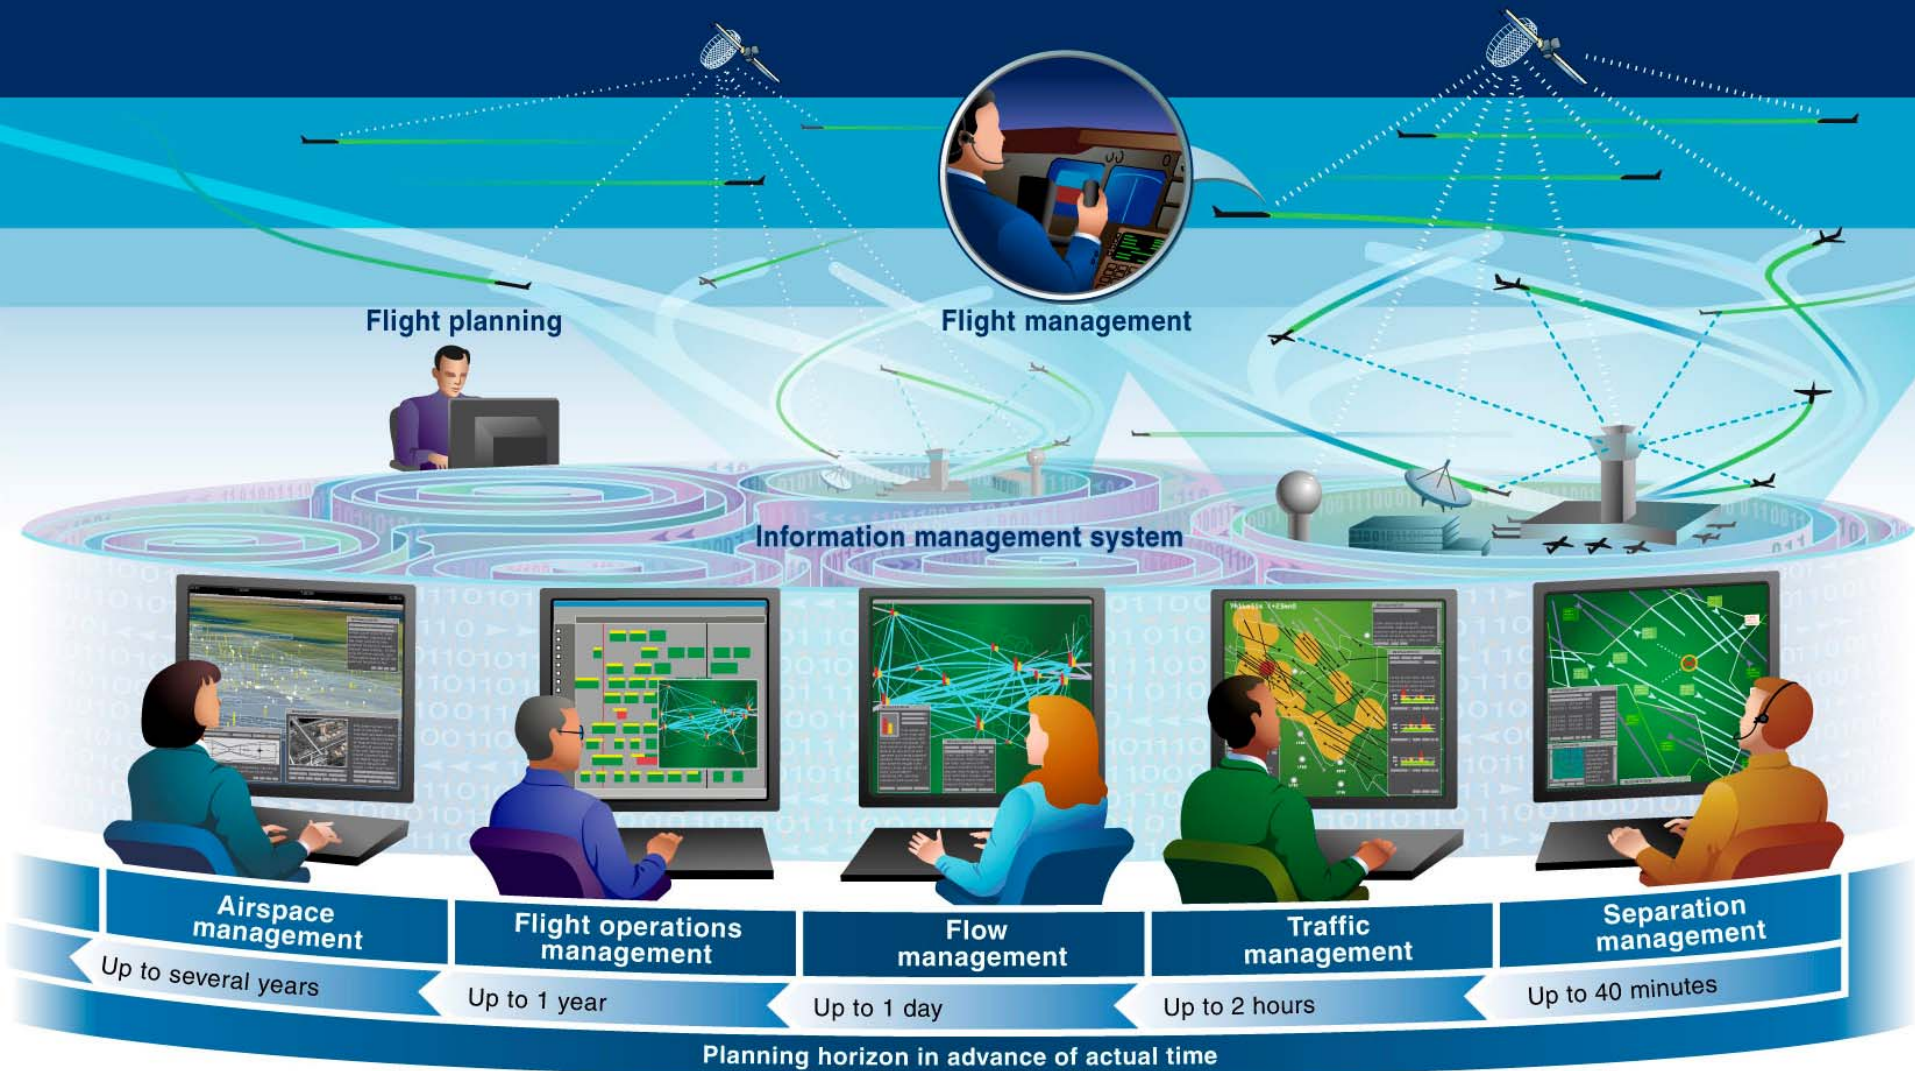 Flight planning
Flight management
Information management system
Airspace
management
Flight operations
management
Flow
management
Traffic
management
Separation
management
Up to several years
Up to 1 year
Up to 1 day
Up to 2 hours
Up to 40 minutes
Planning horizon in advance of actual time